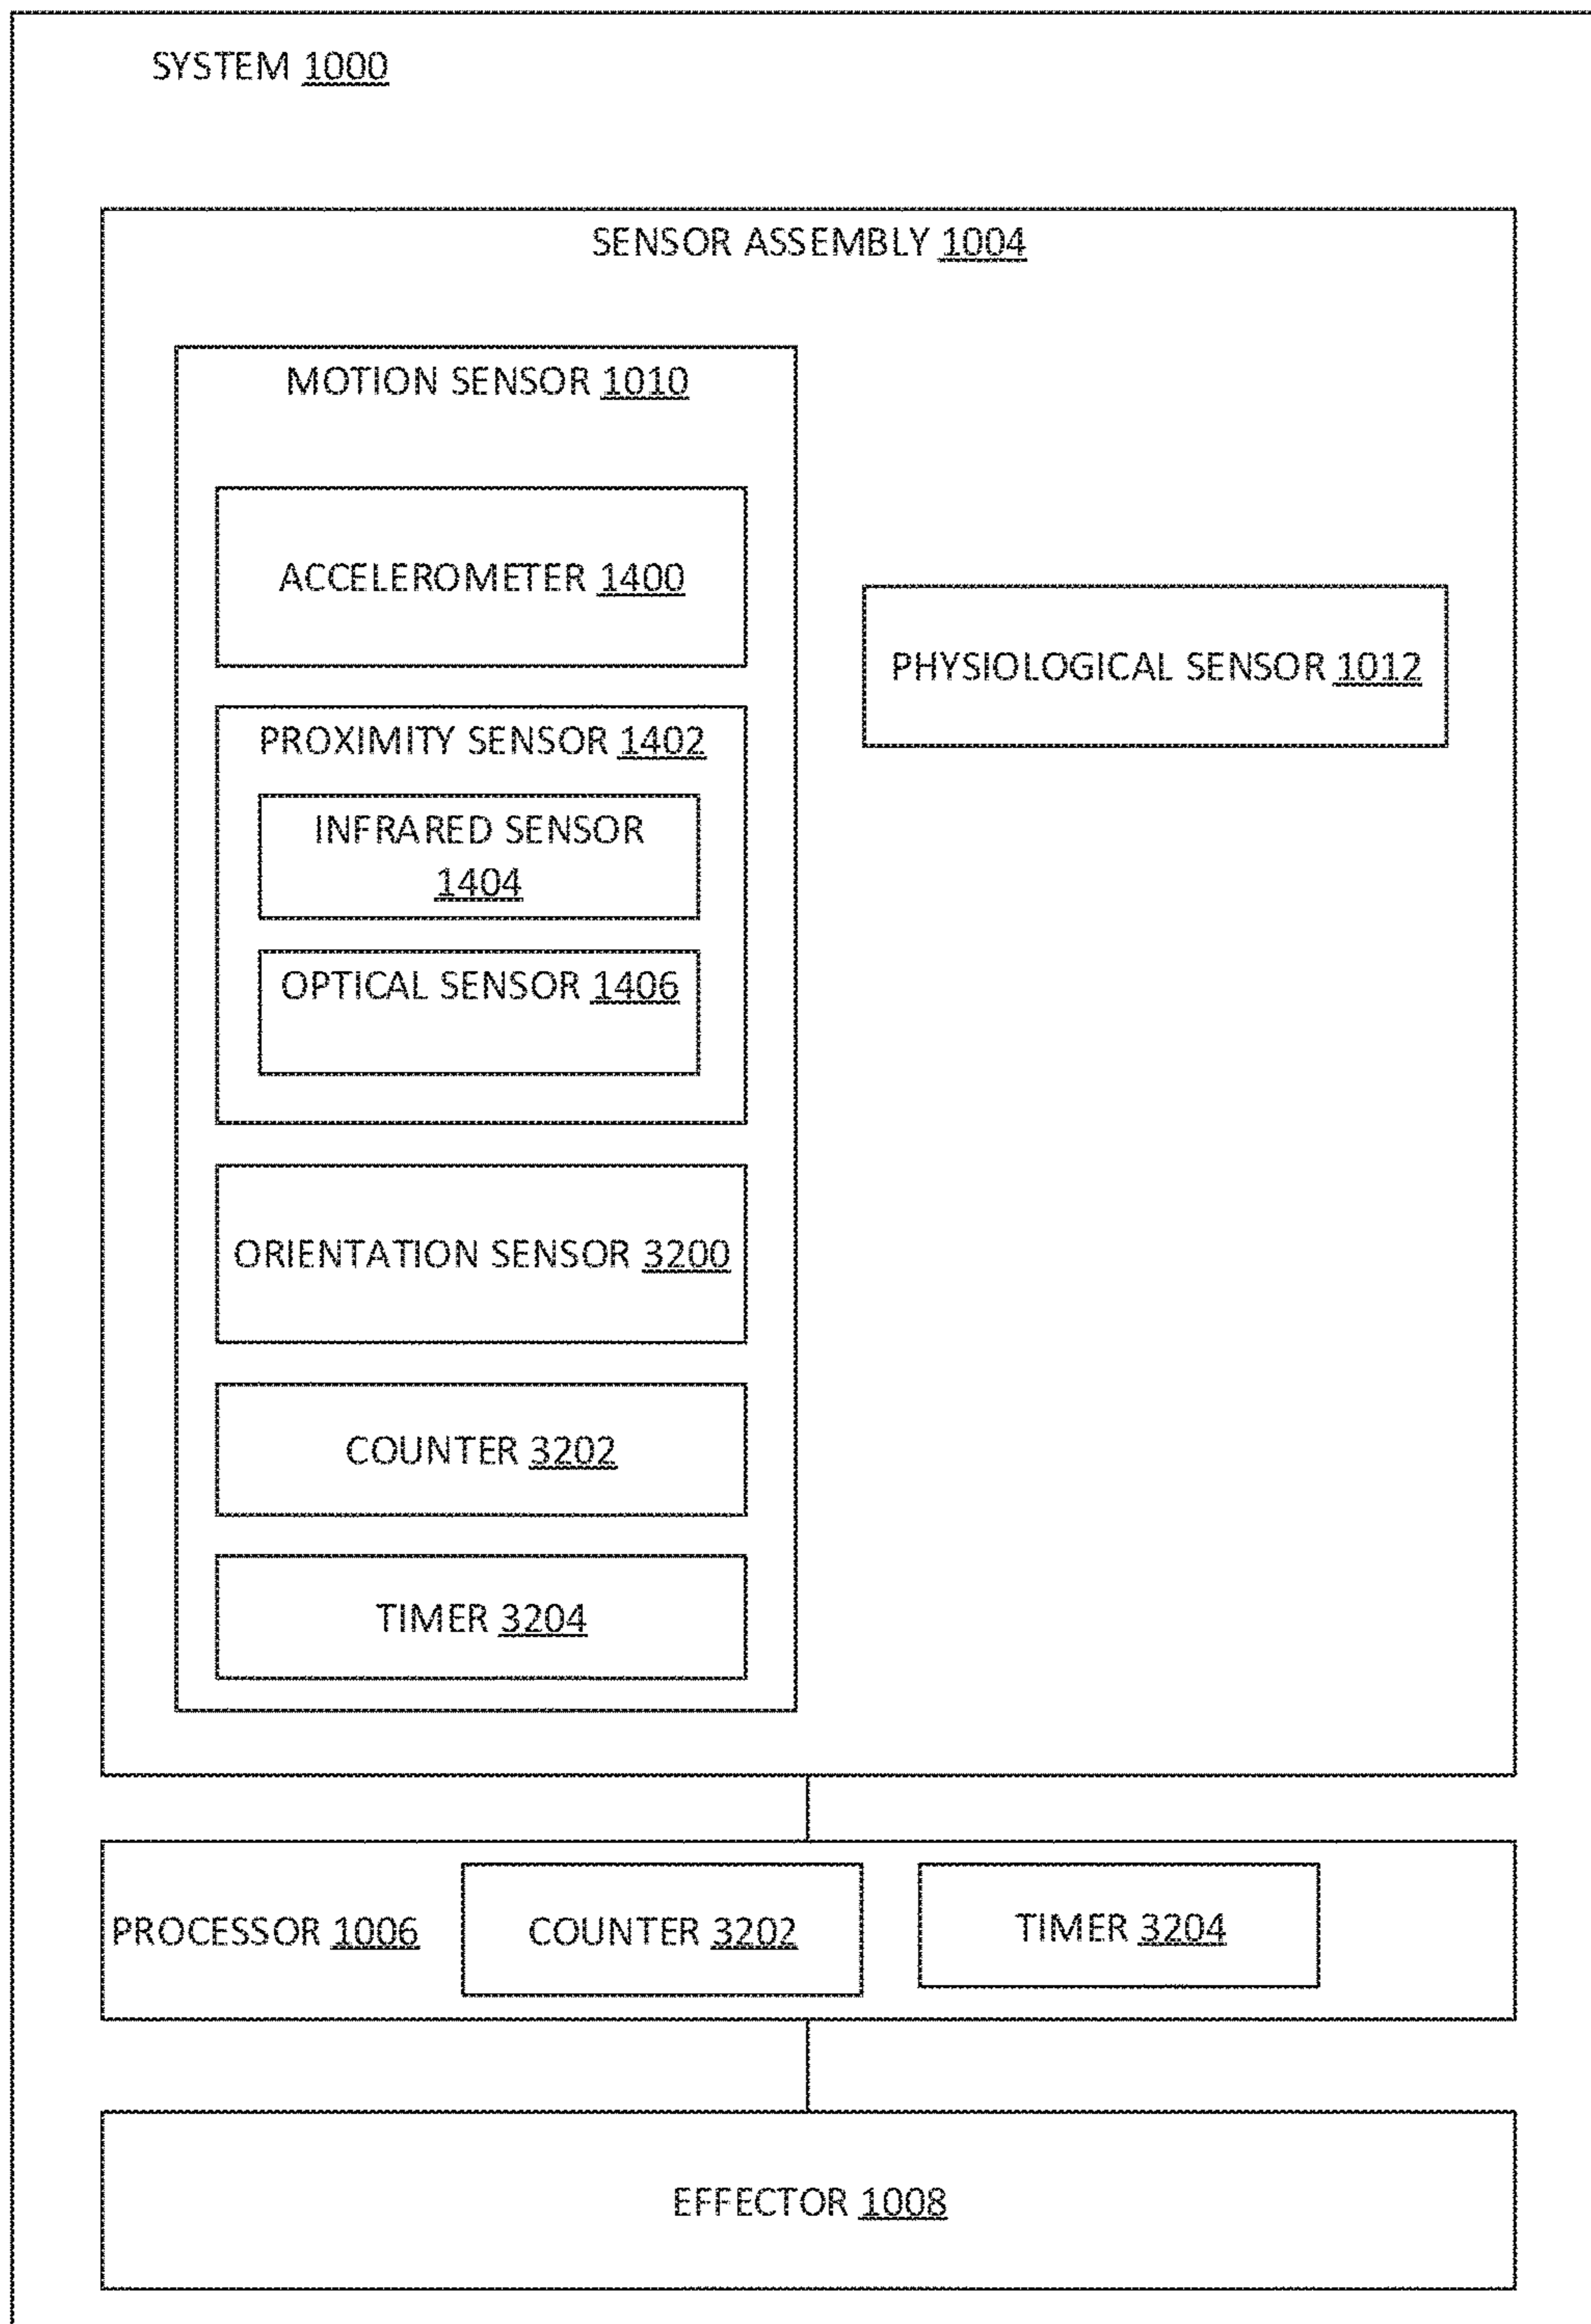 SYSTEM 1000
SENSOR ASSEMBLY 1004
MOTION SENSOR 1010
ACCELEROMETER 1400
PHYSIOLOGICAL SENSOR 1012
PROXIMITY SENSOR 1402
INFRARED SENSOR
1404
OPTICAL SENSOR 1406
ORIENTATION SENSOR 3200
COUNTER 3202
TIMER 3204
PROCESSOR 1006
COUNTER 3202
TIMER 3204
EFFECTOR 1008